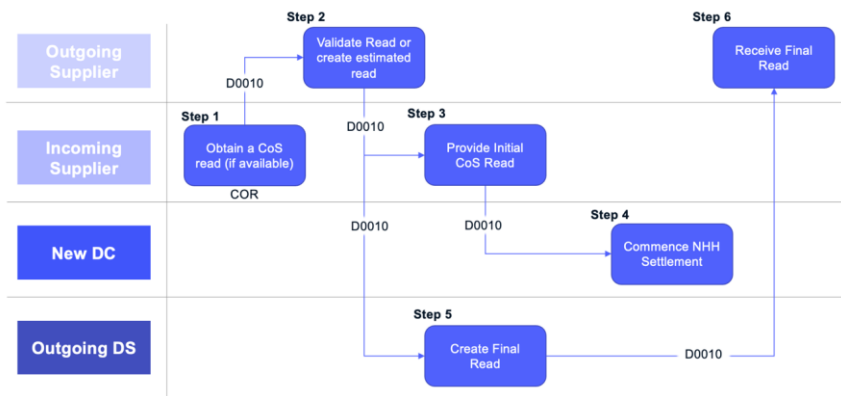 Step 2
Step 6
Outgoing
Supplier
Validate Read or
create estimated
read
Receive Final
Read
D0010
Step 1
Step 3
D0010
Incoming
Supplier
Obtain a CoS
read (if available)
Provide Initial
CoS Read
COR
Step 4
D0010
D0010
New DC
Commence NHH
Settlement
Step 5
Outgoing DS
Create Final
Read
D0010